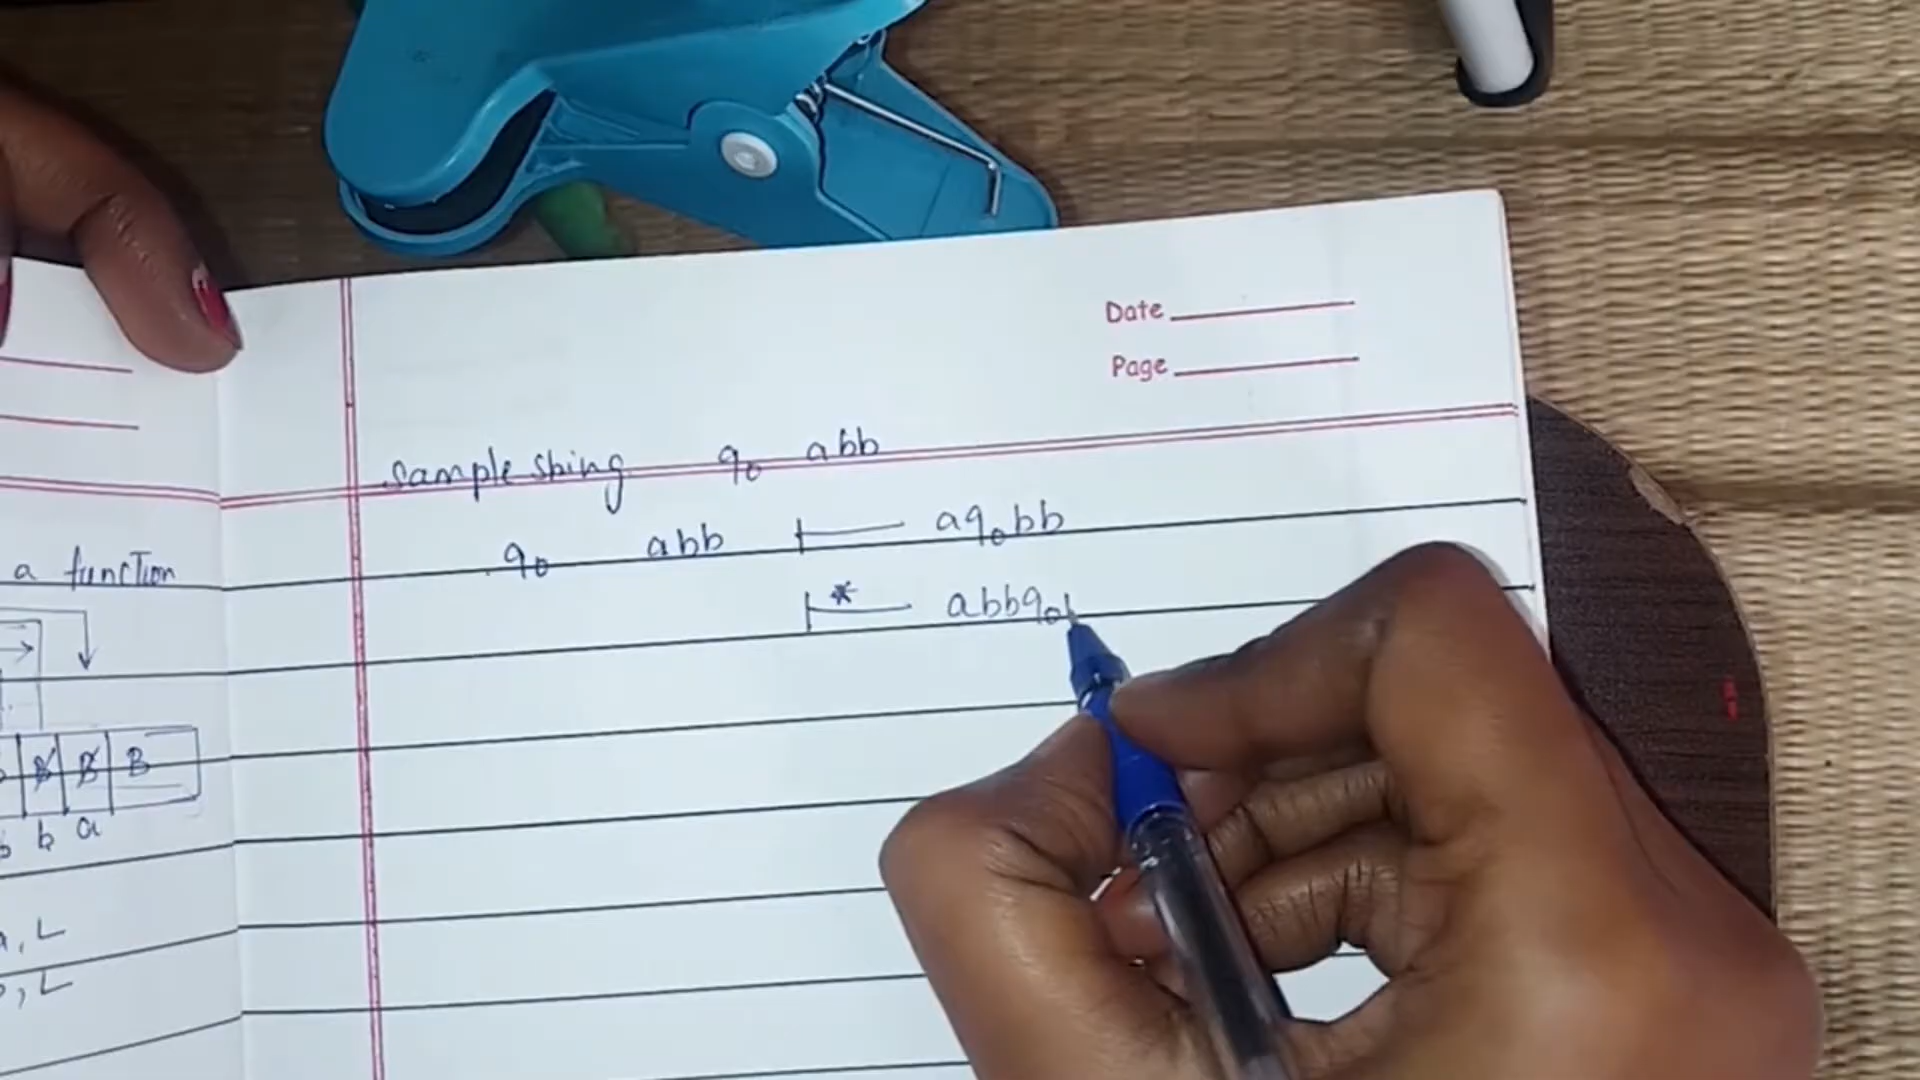 Date
Page
sample string q₀ abb
q₀ abb ⊢ aq₀bb
⊢* abbq₀
a function
B B B
b a
a, L
b, L